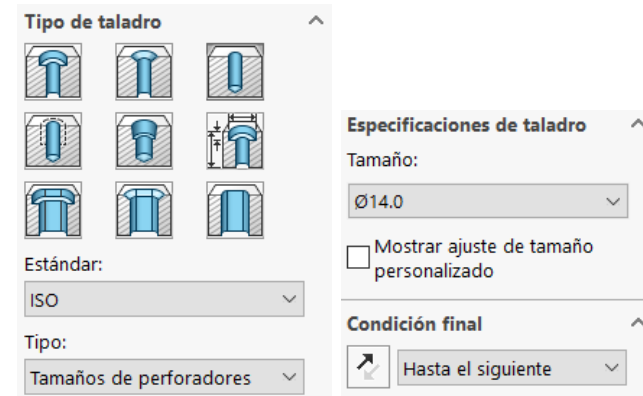 Tipo de taladro
Estándar:
ISO
Tipo:
Tamaños de perforadores
Especificaciones de taladro
Tamaño:
Ø14.0
Mostrar ajuste de tamaño
personalizado
Condición final
Hasta el siguiente